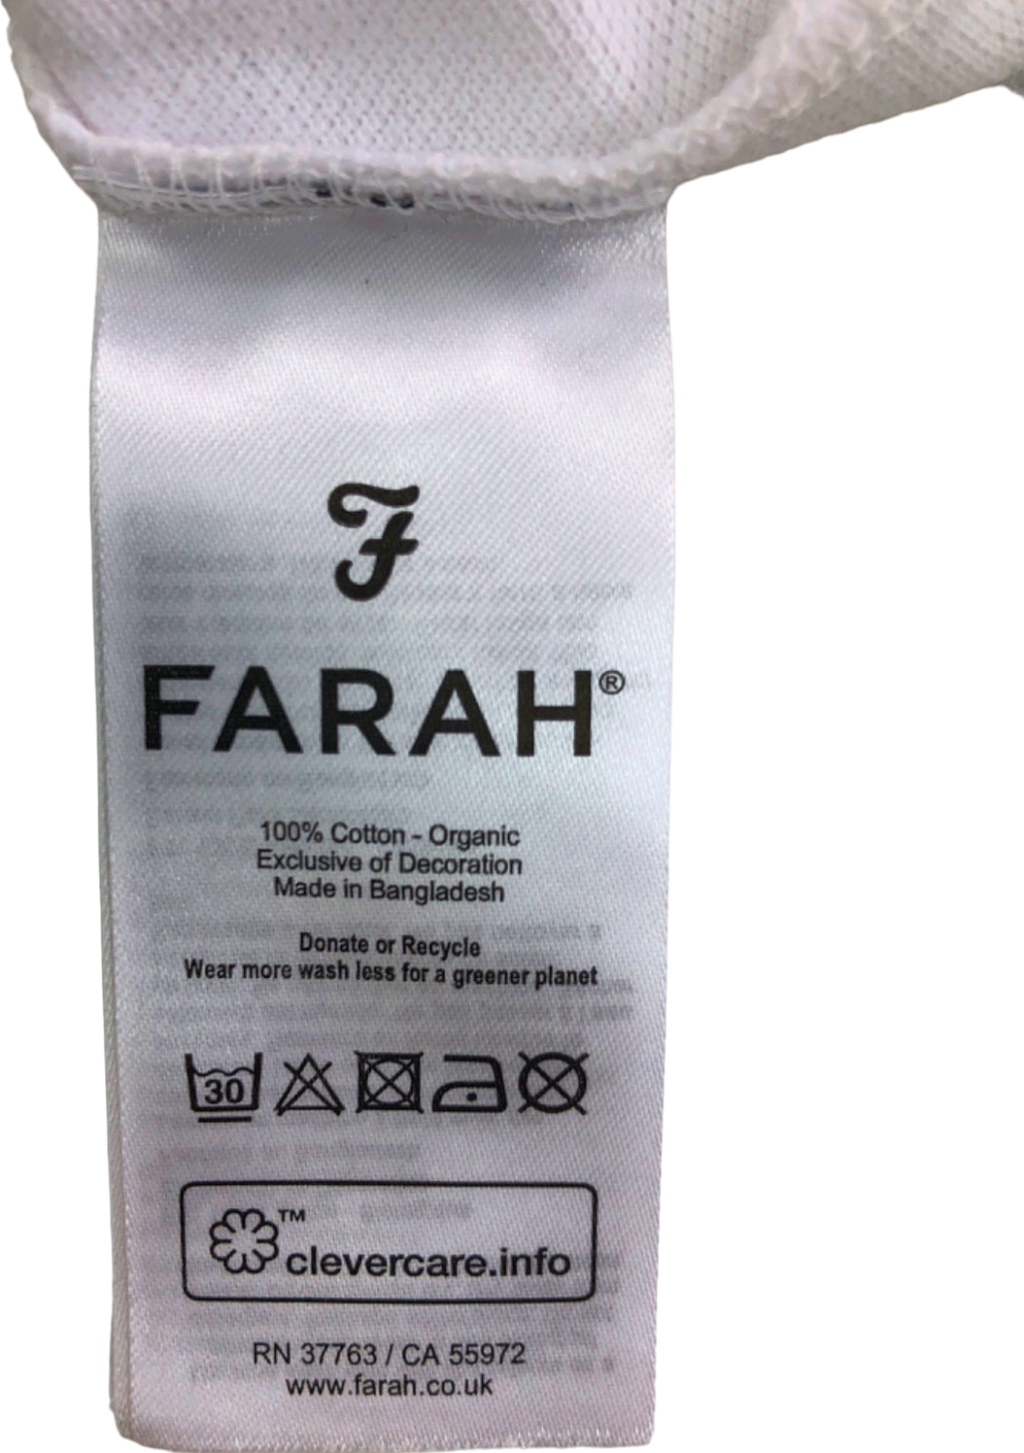 F
FARAH®
100% Cotton - Organic
Exclusive of Decoration
Made in Bangladesh
Donate or Recycle
Wear more wash less for a greener planet
30
™
clevercare.info
RN 37763 / CA 55972
www.farah.co.uk